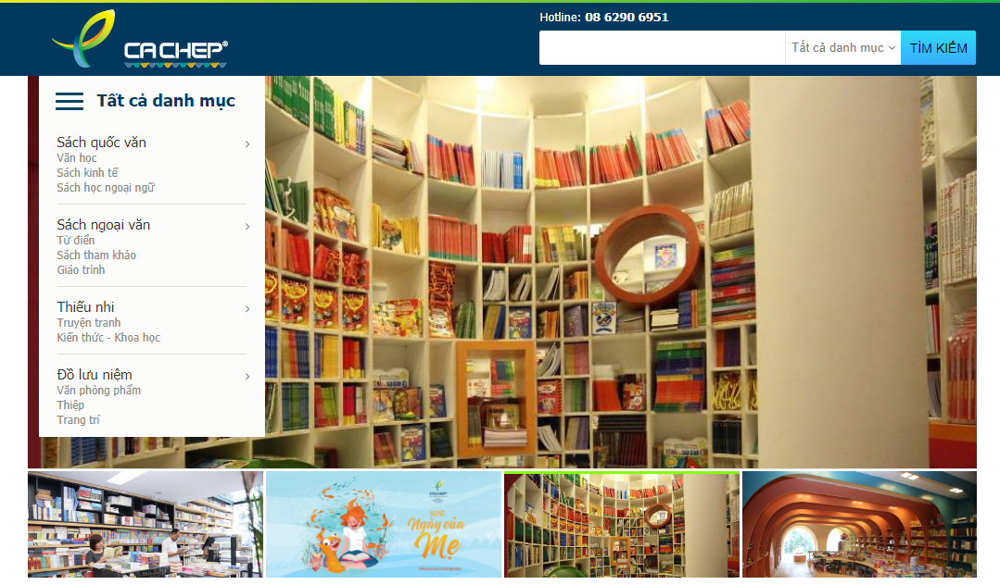 Hotline: 08 6290 6951
CA CHEP®
Tất cả danh mục
TÌM KIẾM
Tất cả danh mục
Sách quốc văn
Văn học
Sách kinh tế
Sách học ngoại ngữ
Sách ngoại văn
Từ điển
Sách tham khảo
Giáo trình
Thiếu nhi
Truyện tranh
Kiến thức - Khoa học
Đồ lưu niệm
Văn phòng phẩm
Thiệp
Trang trí
CACHEP
MỪNG
Ngày của
Mẹ